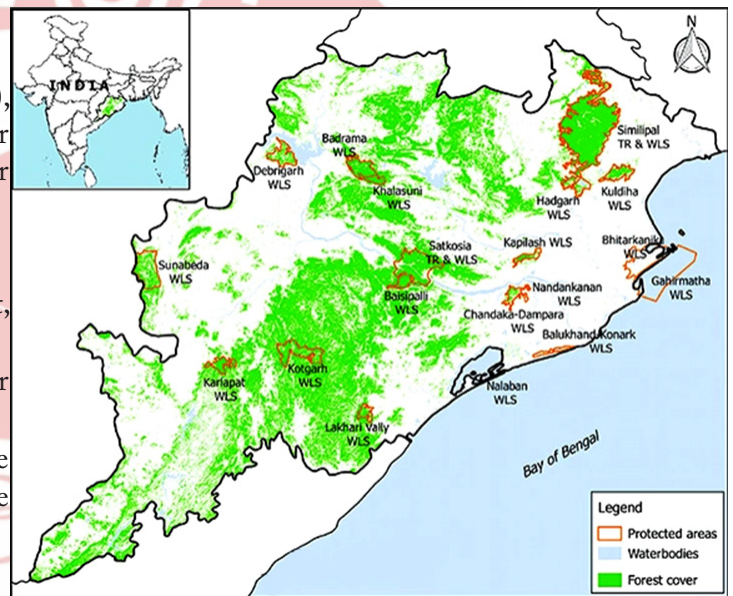 INDIA
N
),
r
r
t,
r
e
e
Badrama
WLS
Debrigarh
WLS
Khalasuni
WLS
Similipal
TR & WLS
Hadgarh
WLS
Kuldiha
WLS
Sunabeda
WLS
Satkosia
TR & WLS
Baisipalli
WLS
Kapilash WLS
Bhitarkanika
WLS
Gahirmatha
WLS
Nandankanan
WLS
Chandaka-Dampara
WLS
Balukhand Konark
WLS
Karlapat
WLS
Kotgarh
WLS
Lakhari Vally
WLS
Nalaban
WLS
Bay of Bengal
Legend
Protected areas
Waterbodies
Forest cover